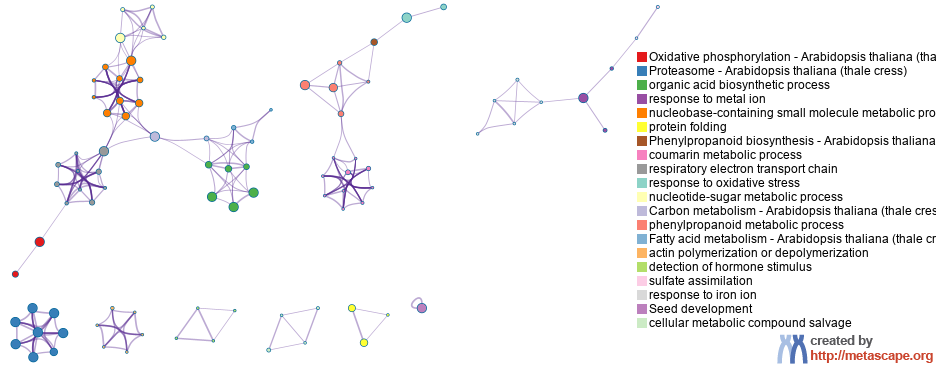 Oxidative phosphorylation - Arabidopsis thaliana (tha
Proteasome - Arabidopsis thaliana (thale cress)
organic acid biosynthetic process
response to metal ion
nucleobase-containing small molecule metabolic pro
protein folding
Phenylpropanoid biosynthesis - Arabidopsis thaliana
coumarin metabolic process
respiratory electron transport chain
response to oxidative stress
nucleotide-sugar metabolic process
Carbon metabolism - Arabidopsis thaliana (thale cres
phenylpropanoid metabolic process
Fatty acid metabolism - Arabidopsis thaliana (thale cr
actin polymerization or depolymerization
detection of hormone stimulus
sulfate assimilation
response to iron ion
Seed development
cellular metabolic compound salvage
created by
http://metascape.org